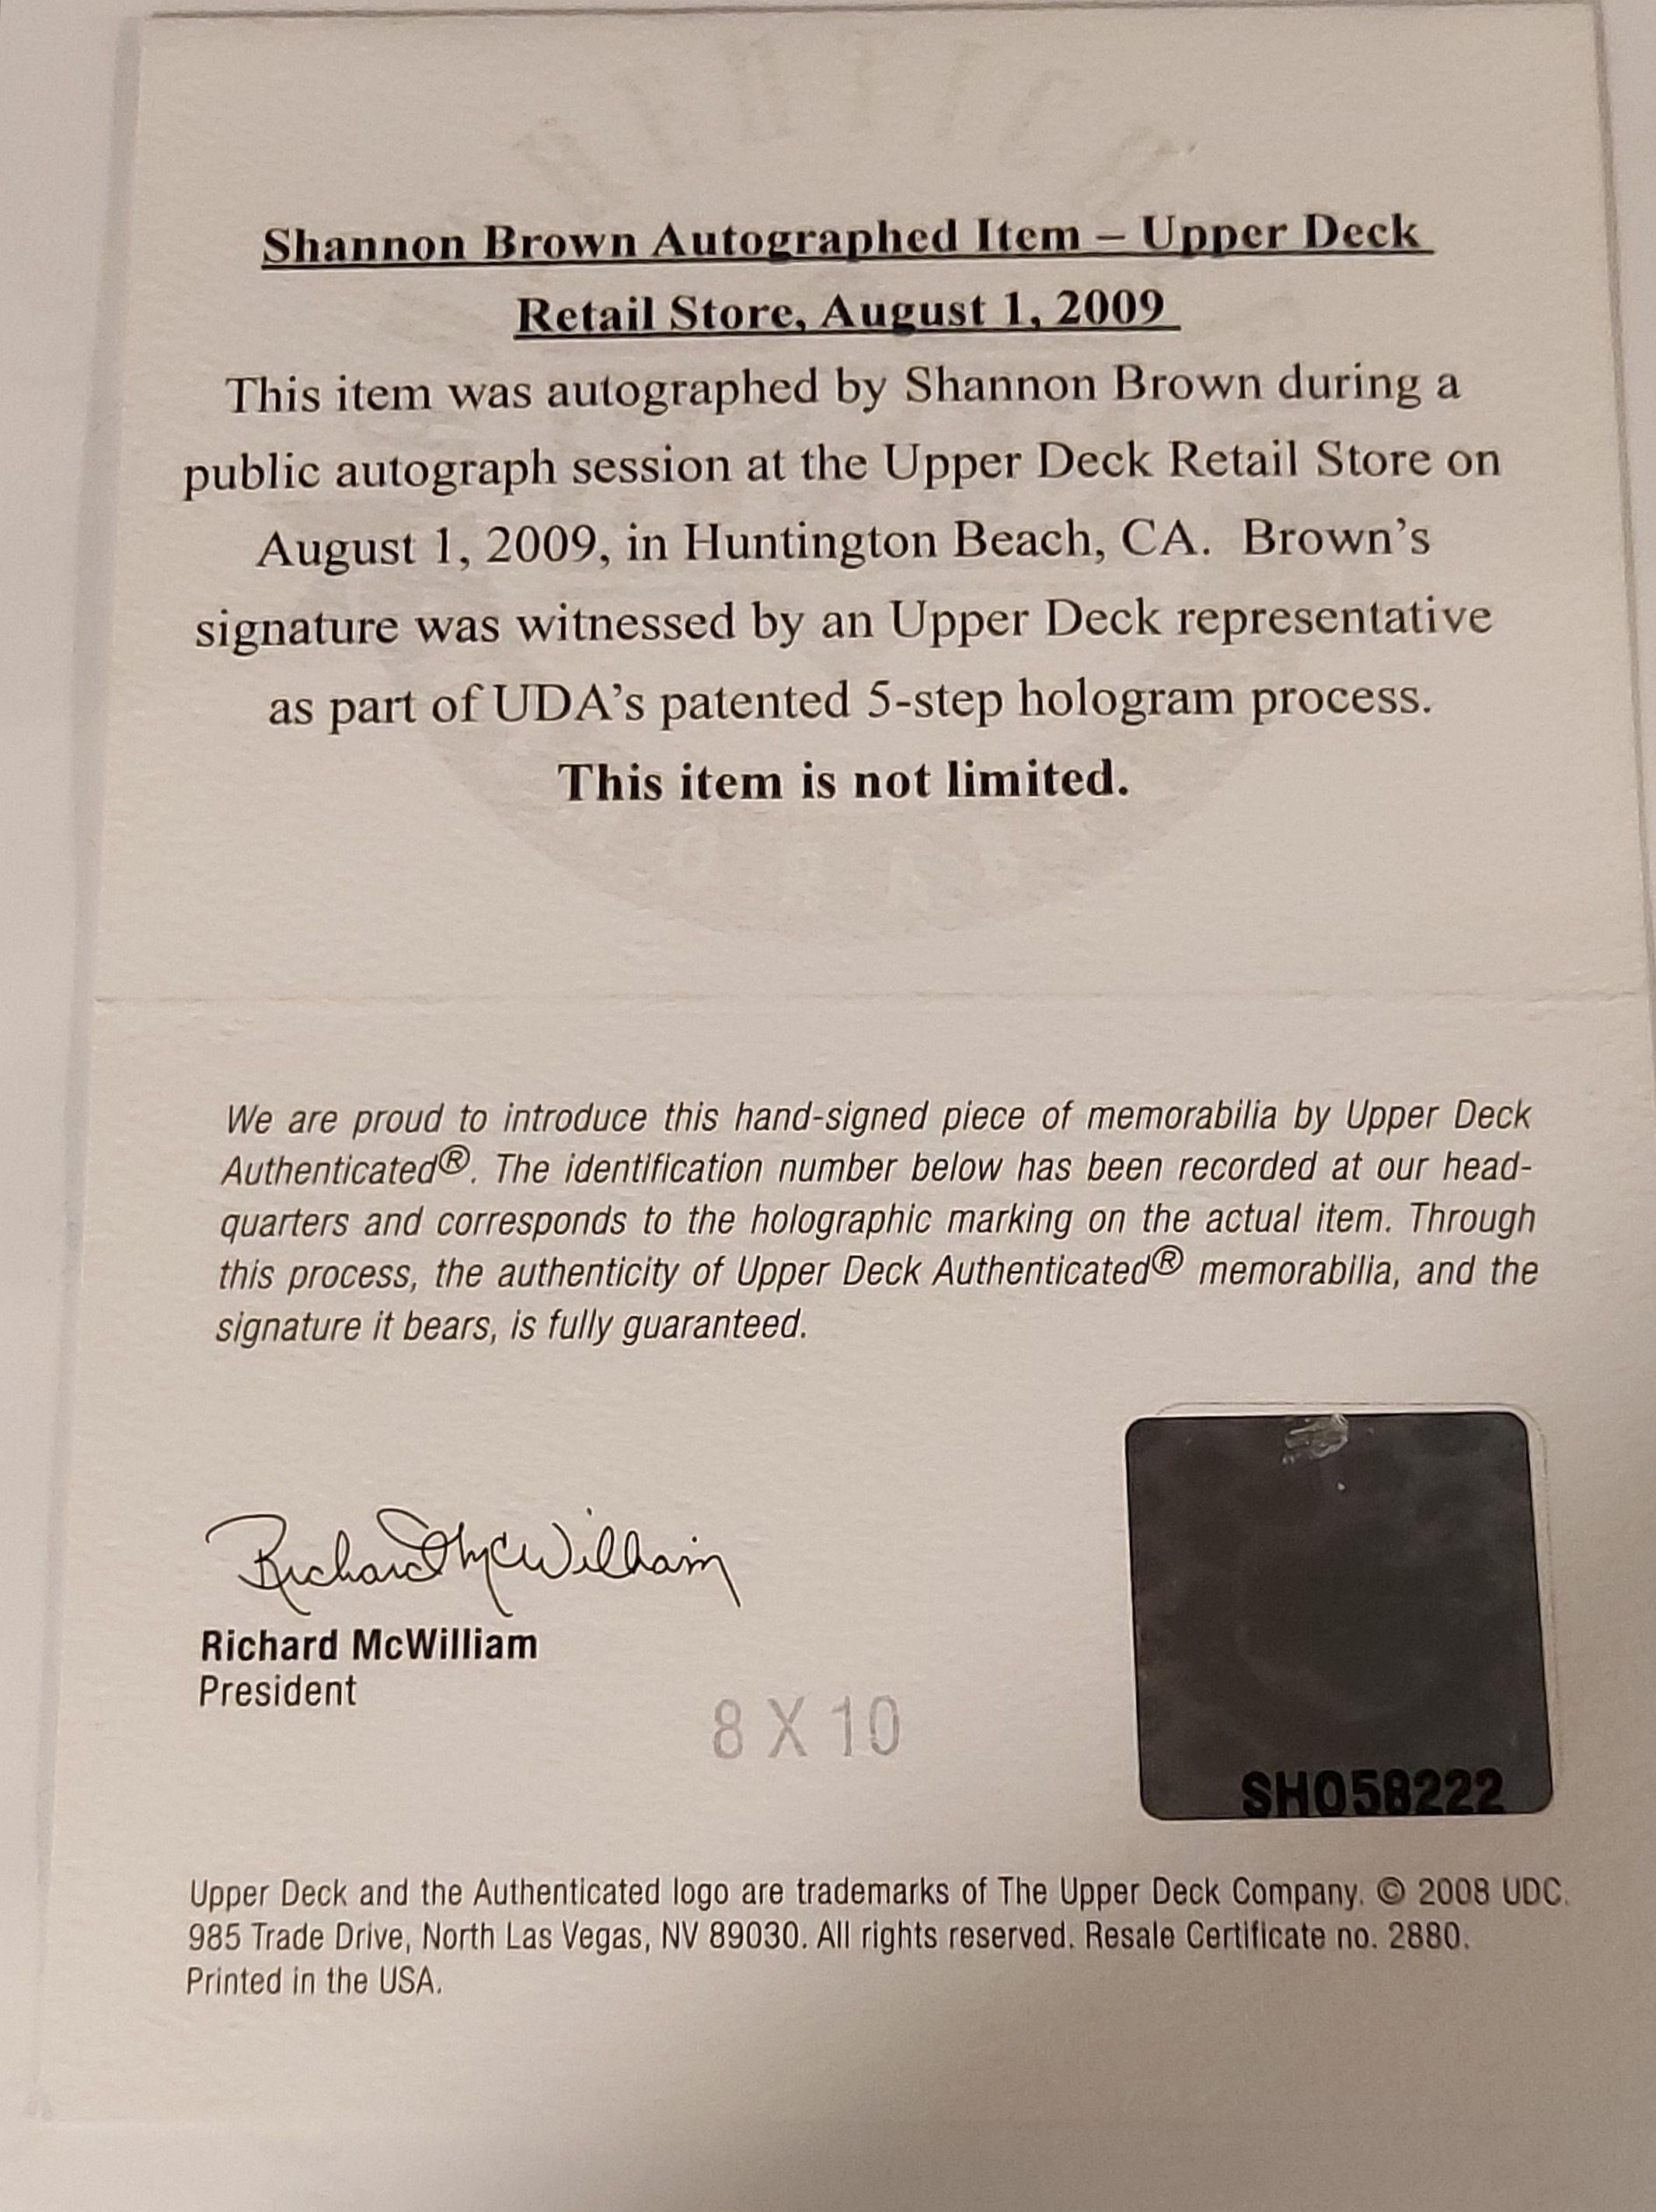 Shannon Brown Autographed Item – Upper Deck
Retail Store, August 1, 2009
This item was autographed by Shannon Brown during a
public autograph session at the Upper Deck Retail Store on
August 1, 2009, in Huntington Beach, CA. Brown's
signature was witnessed by an Upper Deck representative
as part of UDA's patented 5-step hologram process.
This item is not limited.
We are proud to introduce this hand-signed piece of memorabilia by Upper Deck
Authenticated®. The identification number below has been recorded at our head-
quarters and corresponds to the holographic marking on the actual item. Through
this process, the authenticity of Upper Deck Authenticated® memorabilia, and the
signature it bears, is fully guaranteed.
Richard McWilliam
Richard McWilliam
President
8 X 10
SHO58222
Upper Deck and the Authenticated logo are trademarks of The Upper Deck Company. © 2008 UDC.
985 Trade Drive, North Las Vegas, NV 89030. All rights reserved. Resale Certificate no. 2880.
Printed in the USA.